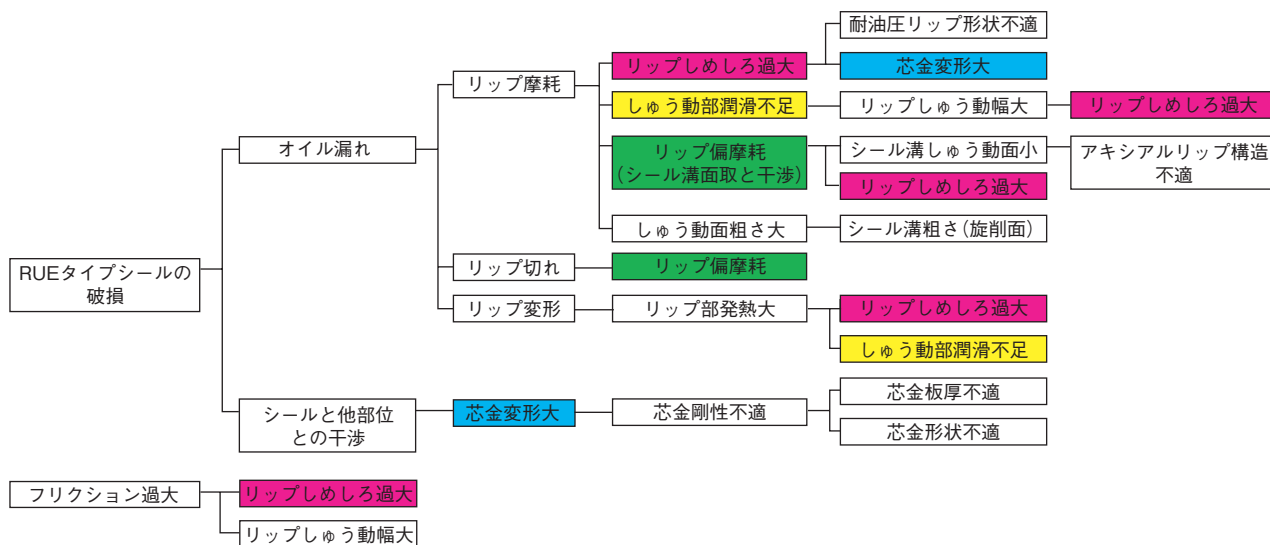 耐油圧リップ形状不適
リップしめしろ過大
芯金変形大
リップ摩耗
しゅう動部潤滑不足
リップしゅう動幅大
リップしめしろ過大
オイル漏れ
リップ偏摩耗
(シール溝面取と干渉)
シール溝しゅう動面小
アキシアルリップ構造
不適
リップしめしろ過大
しゅう動面粗さ大
シール溝粗さ(旋削面)
RUEタイプシールの
破損
リップ切れ
リップ偏摩耗
リップ変形
リップ部発熱大
リップしめしろ過大
しゅう動部潤滑不足
シールと他部位
との干渉
芯金変形大
芯金剛性不適
芯金板厚不適
芯金形状不適
フリクション過大
リップしめしろ過大
リップしゅう動幅大